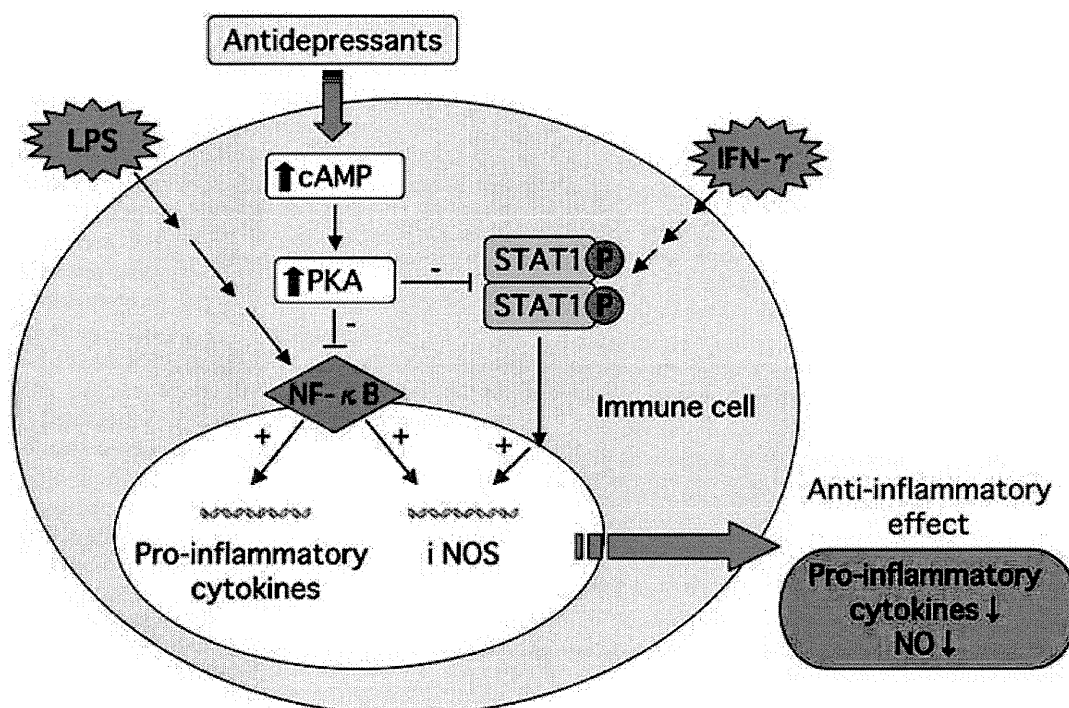 Antidepressants
LPS
⬆cAMP
IFN-γ
⬆PKA
-
STAT1 P
STAT1 P
-
NF-κB
Immune cell
+
+
+
Pro-inflammatory
cytokines
i NOS
Anti-inflammatory
effect
Pro-inflammatory
cytokines↓
NO↓